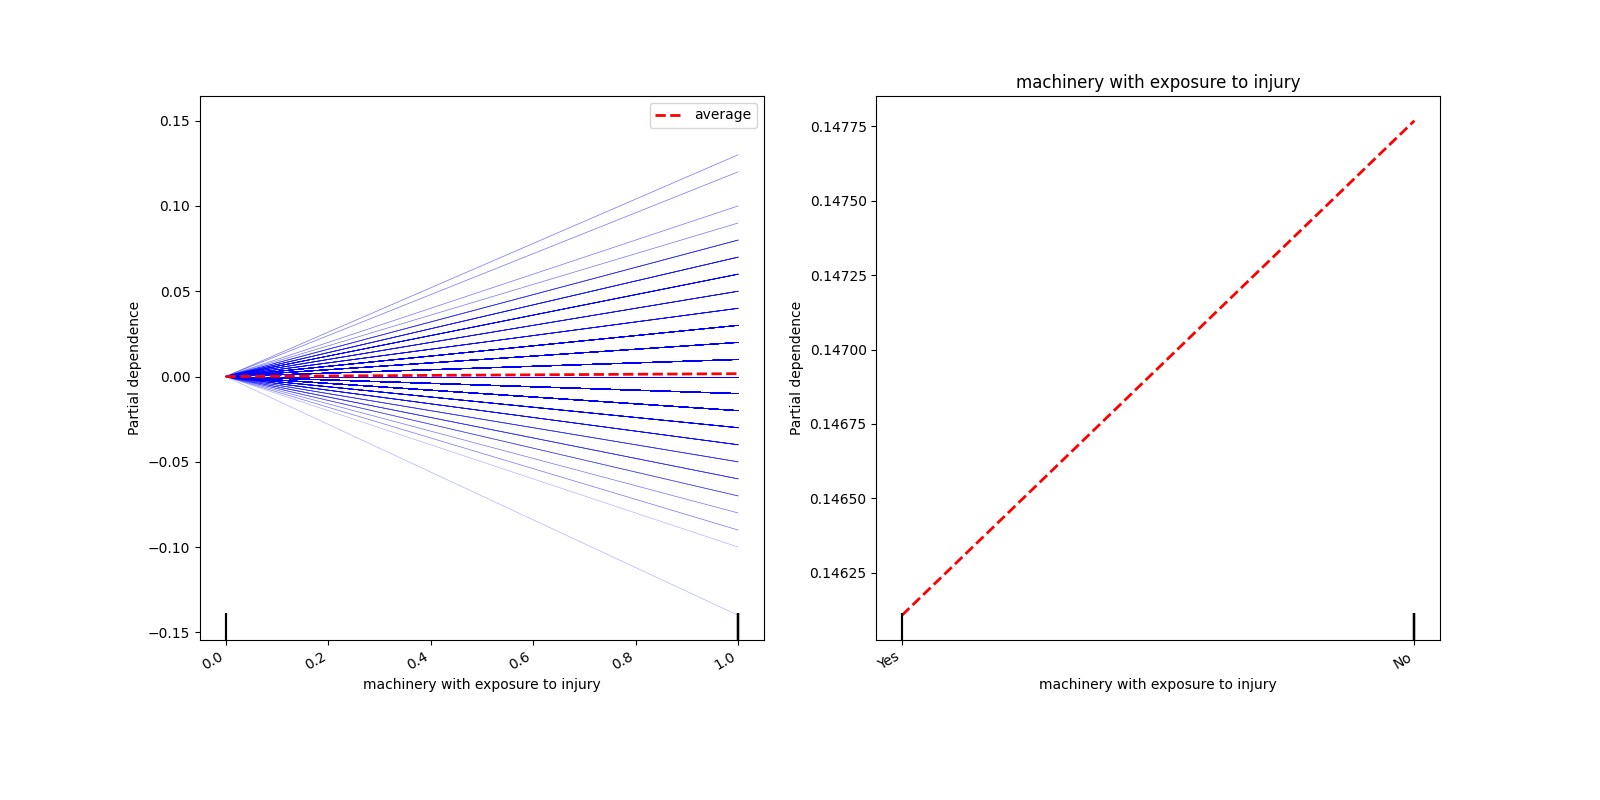 average
0.15
0.10
0.05
0.00
−0.05
−0.10
−0.15
Partial dependence
0.0
0.2
0.4
0.6
0.8
1.0
machinery with exposure to injury
machinery with exposure to injury
0.14775
0.14750
0.14725
0.14700
0.14675
0.14650
0.14625
Partial dependence
Yes
No
machinery with exposure to injury